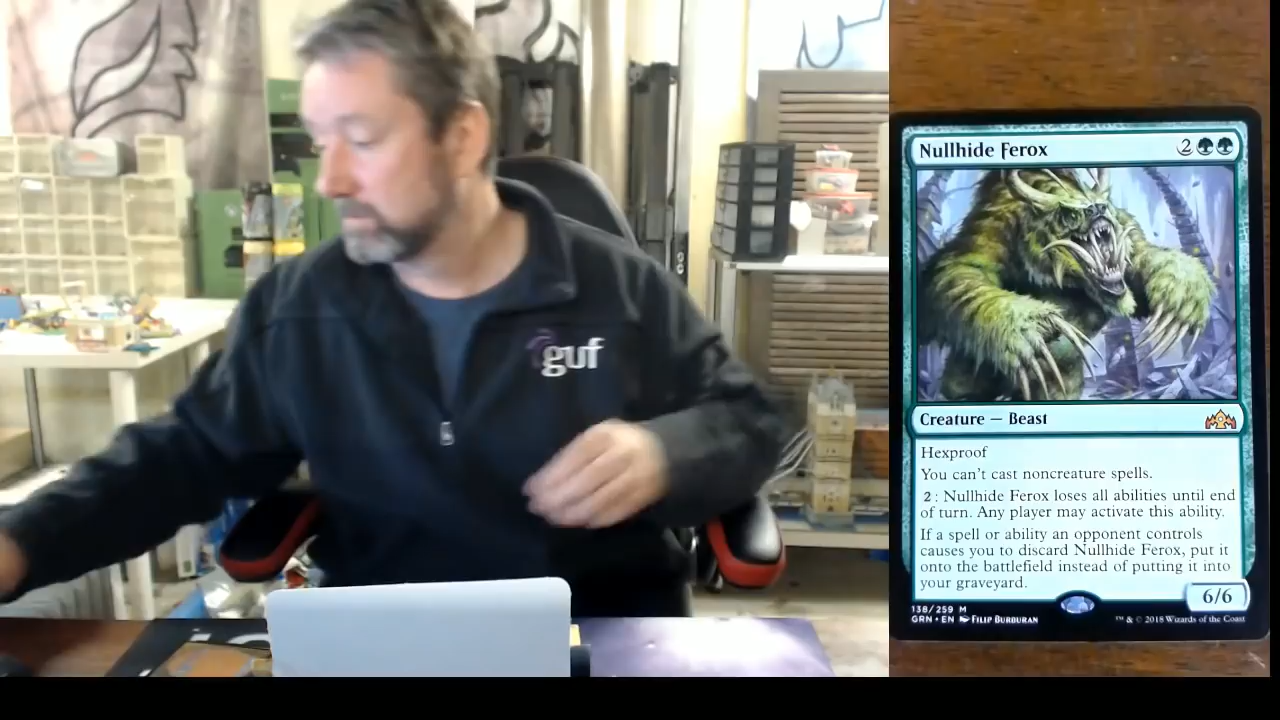 guf
Nullhide Ferox 2
Creature — Beast
Hexproof
You can't cast noncreature spells.
2: Nullhide Ferox loses all abilities until end
of turn. Any player may activate this ability.
If a spell or ability an opponent controls
causes you to discard Nullhide Ferox, put it
onto the battlefield instead of putting it into
your graveyard.
6/6
138/259 M
GRN • EN Filip Burburan
™ & © 2018 Wizards of the Coast